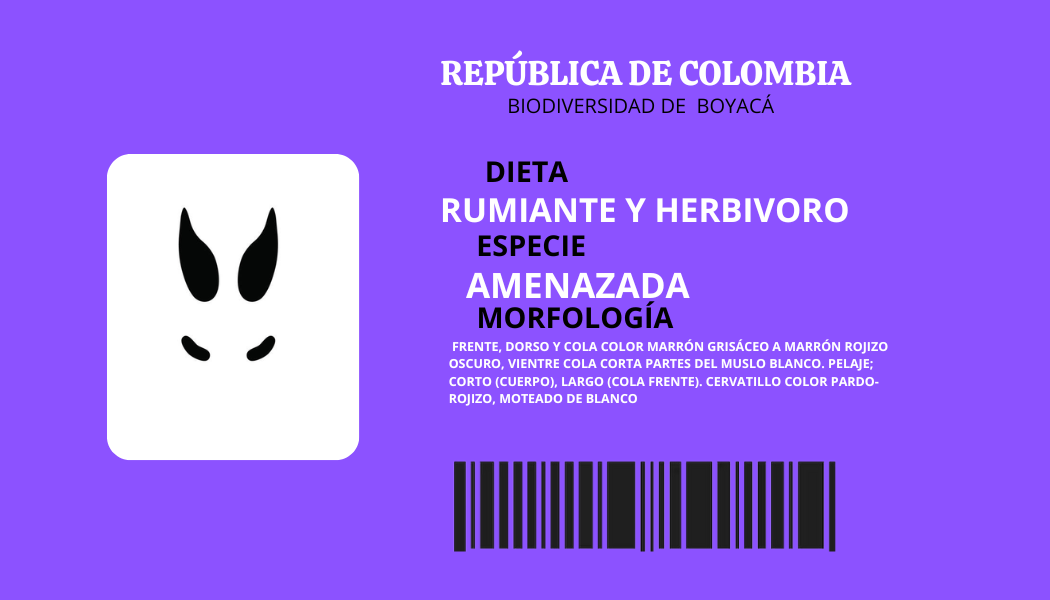 REPÚBLICA DE COLOMBIA
BIODIVERSIDAD DE BOYACÁ
DIETA
RUMIANTE Y HERBIVORO
ESPECIE
AMENAZADA
MORFOLOGÍA
FRENTE, DORSO Y COLA COLOR MARRÓN GRISÁCEO A MARRÓN ROJIZO
OSCURO, VIENTRE COLA CORTA PARTES DEL MUSLO BLANCO. PELAJE;
CORTO (CUERPO), LARGO (COLA FRENTE). CERVATILLO COLOR PARDO-
ROJIZO, MOTEADO DE BLANCO